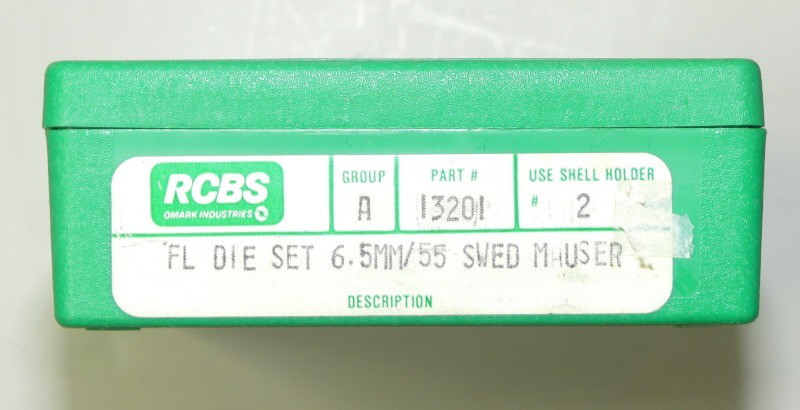 RCBS
OMARK INDUSTRIES
GROUP
A
PART #
13201
USE SHELL HOLDER
# 2
FL DIE SET 6.5MM/55 SWED MAUSER
DESCRIPTION